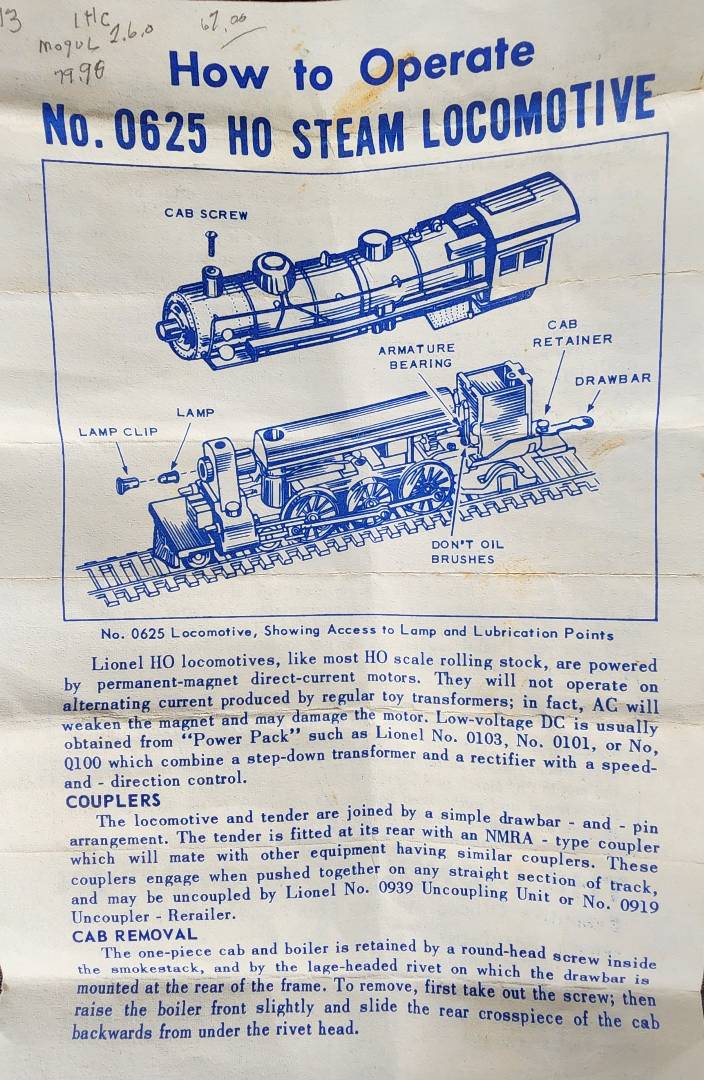 13
IHC
Mogul 2.6.0
79.98
67.00
How to Operate
No. 0625 HO STEAM LOCOMOTIVE
CAB SCREW
ARMATURE
BEARING
CAB
RETAINER
DRAWBAR
LAMP
LAMP CLIP
DON'T OIL
BRUSHES
No. 0625 Locomotive, Showing Access to Lamp and Lubrication Points
Lionel HO locomotives, like most HO scale rolling stock, are powered
by permanent-magnet direct-current motors. They will not operate on
alternating current produced by regular toy transformers; in fact, AC will
weaken the magnet and may damage the motor. Low-voltage DC is usually
obtained from "Power Pack" such as Lionel No. 0103, No. 0101, or No,
0100 which combine a step-down transformer and a rectifier with a speed-
and - direction control.
COUPLERS
The locomotive and tender are joined by a simple drawbar - and - pin
arrangement. The tender is fitted at its rear with an NMRA - type coupler
which will mate with other equipment having similar couplers. These
couplers engage when pushed together on any straight section of track,
and may be uncoupled by Lionel No. 0939 Uncoupling Unit or No. 0919
Uncoupler - Rerailer.
CAB REMOVAL
The one-piece cab and boiler is retained by a round-head screw inside
the smokestack, and by the lage-headed rivet on which the drawbar is
mounted at the rear of the frame. To remove, first take out the screw; then
raise the boiler front slightly and slide the rear crosspiece of the cab
backwards from under the rivet head.